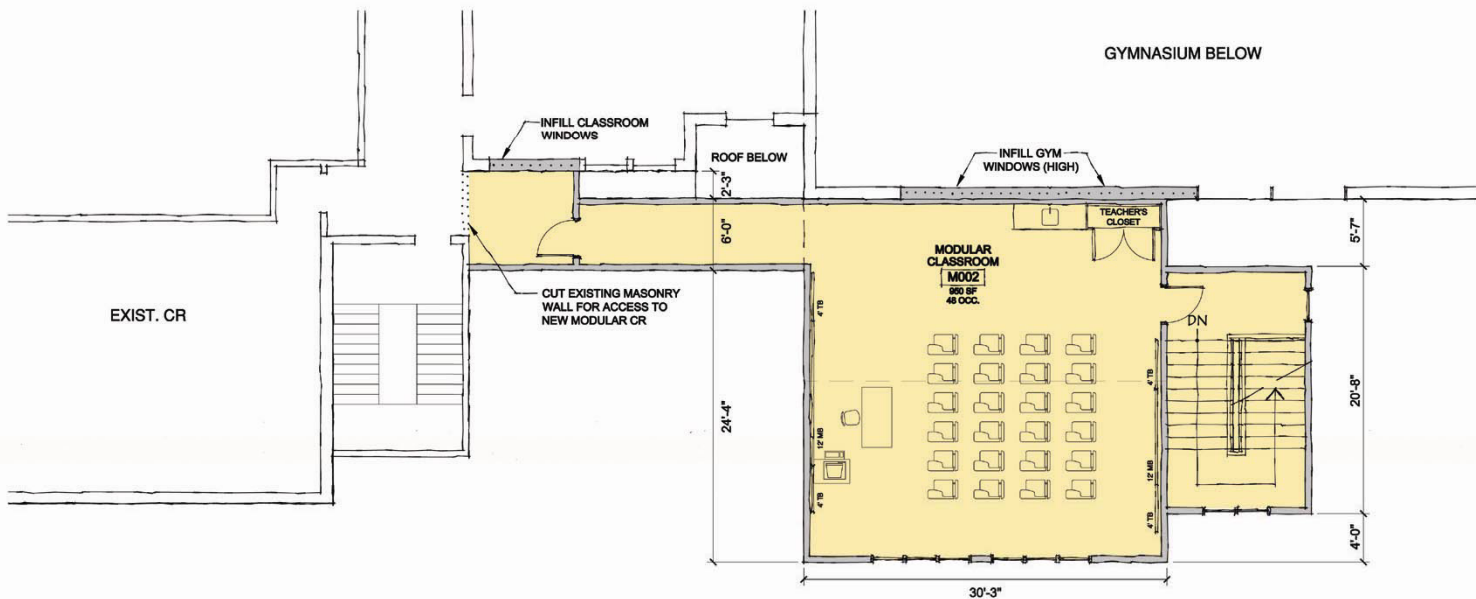 GYMNASIUM BELOW
INFILL CLASSROOM
WINDOWS
ROOF BELOW
INFILL GYM
WINDOWS (HIGH)
2'-3"
6'-0"
TEACHER'S
CLOSET
5'-7"
MODULAR
CLASSROOM
M002
950 SF
48 OCC.
CUT EXISTING MASONRY
WALL FOR ACCESS TO
NEW MODULAR CR
EXIST. CR
4' TB
DN
4' TB
20'-8"
24'-4"
12' MB
12' MB
4' TB
4' TB
4'-0"
30'-3"